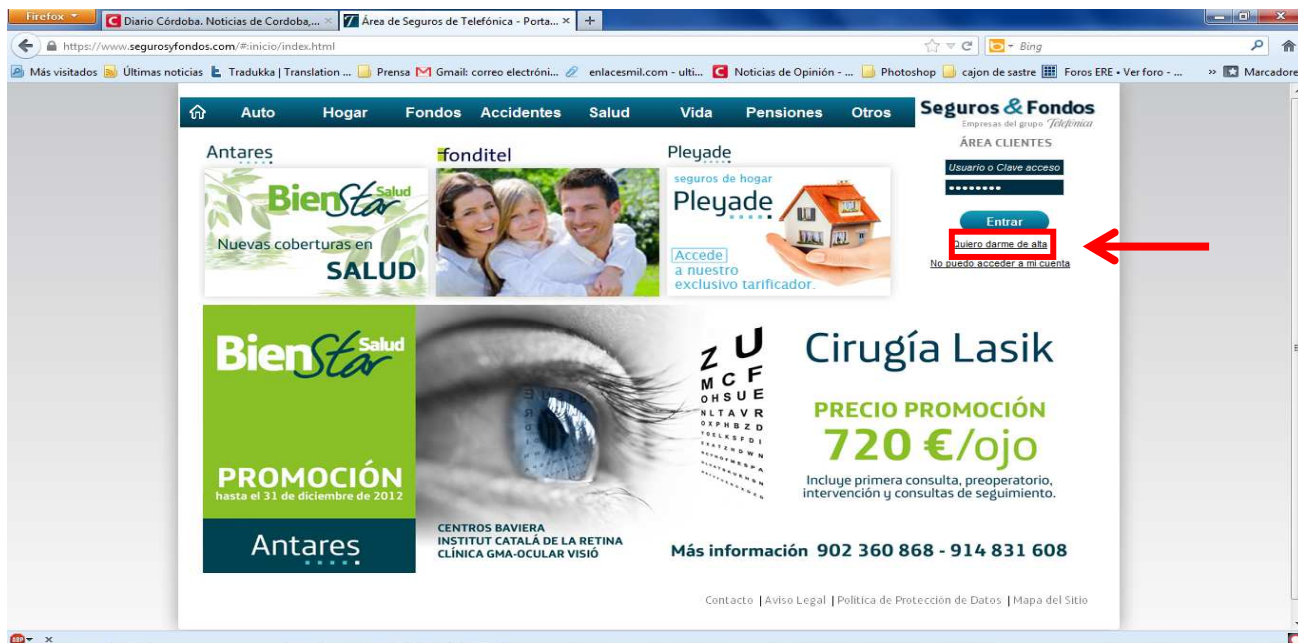 Firefox
Diario Córdoba. Noticias de Cordoba,...
Área de Seguros de Telefónica - Porta...
https://www.segurosyfondos.com/#:inicio/index.html
Bing
Más visitados Últimas noticias Tradukka | Translation ... Prensa Gmail: correo electróni... enlacesmil.com - ulti... Noticias de Opinión - ... Photoshop cajon de sastre Foros ERE • Ver foro - ... » Marcadores
Auto Hogar Fondos Accidentes Salud Vida Pensiones Otros
Seguros & Fondos
Empresas del grupo Telefónica
ÁREA CLIENTES
Usuario o Clave acceso
Entrar
Quiero darme de alta
No puedo acceder a mi cuenta
Antares
BienStar Salud
Nuevas coberturas en
SALUD
fonditel
Pleyade
seguros de hogar
Pleyade
Accede
a nuestro
exclusivo tarificador.
BienStar Salud
PROMOCIÓN
hasta el 31 de diciembre de 2012
Antares
Z U
M C F
O H S U E
N L T A V R
O X P H B Z D
CENTROS BAVIERA
INSTITUT CATALÁ DE LA RETINA
CLÍNICA GMA-OCULAR VISIÓ
Cirugía Lasik
PRECIO PROMOCIÓN
720 €/ojo
Incluye primera consulta, preoperatorio,
intervención y consultas de seguimiento.
Más información 902 360 868 - 914 831 608
Contacto | Aviso Legal | Política de Protección de Datos | Mapa del Sitio
ABP